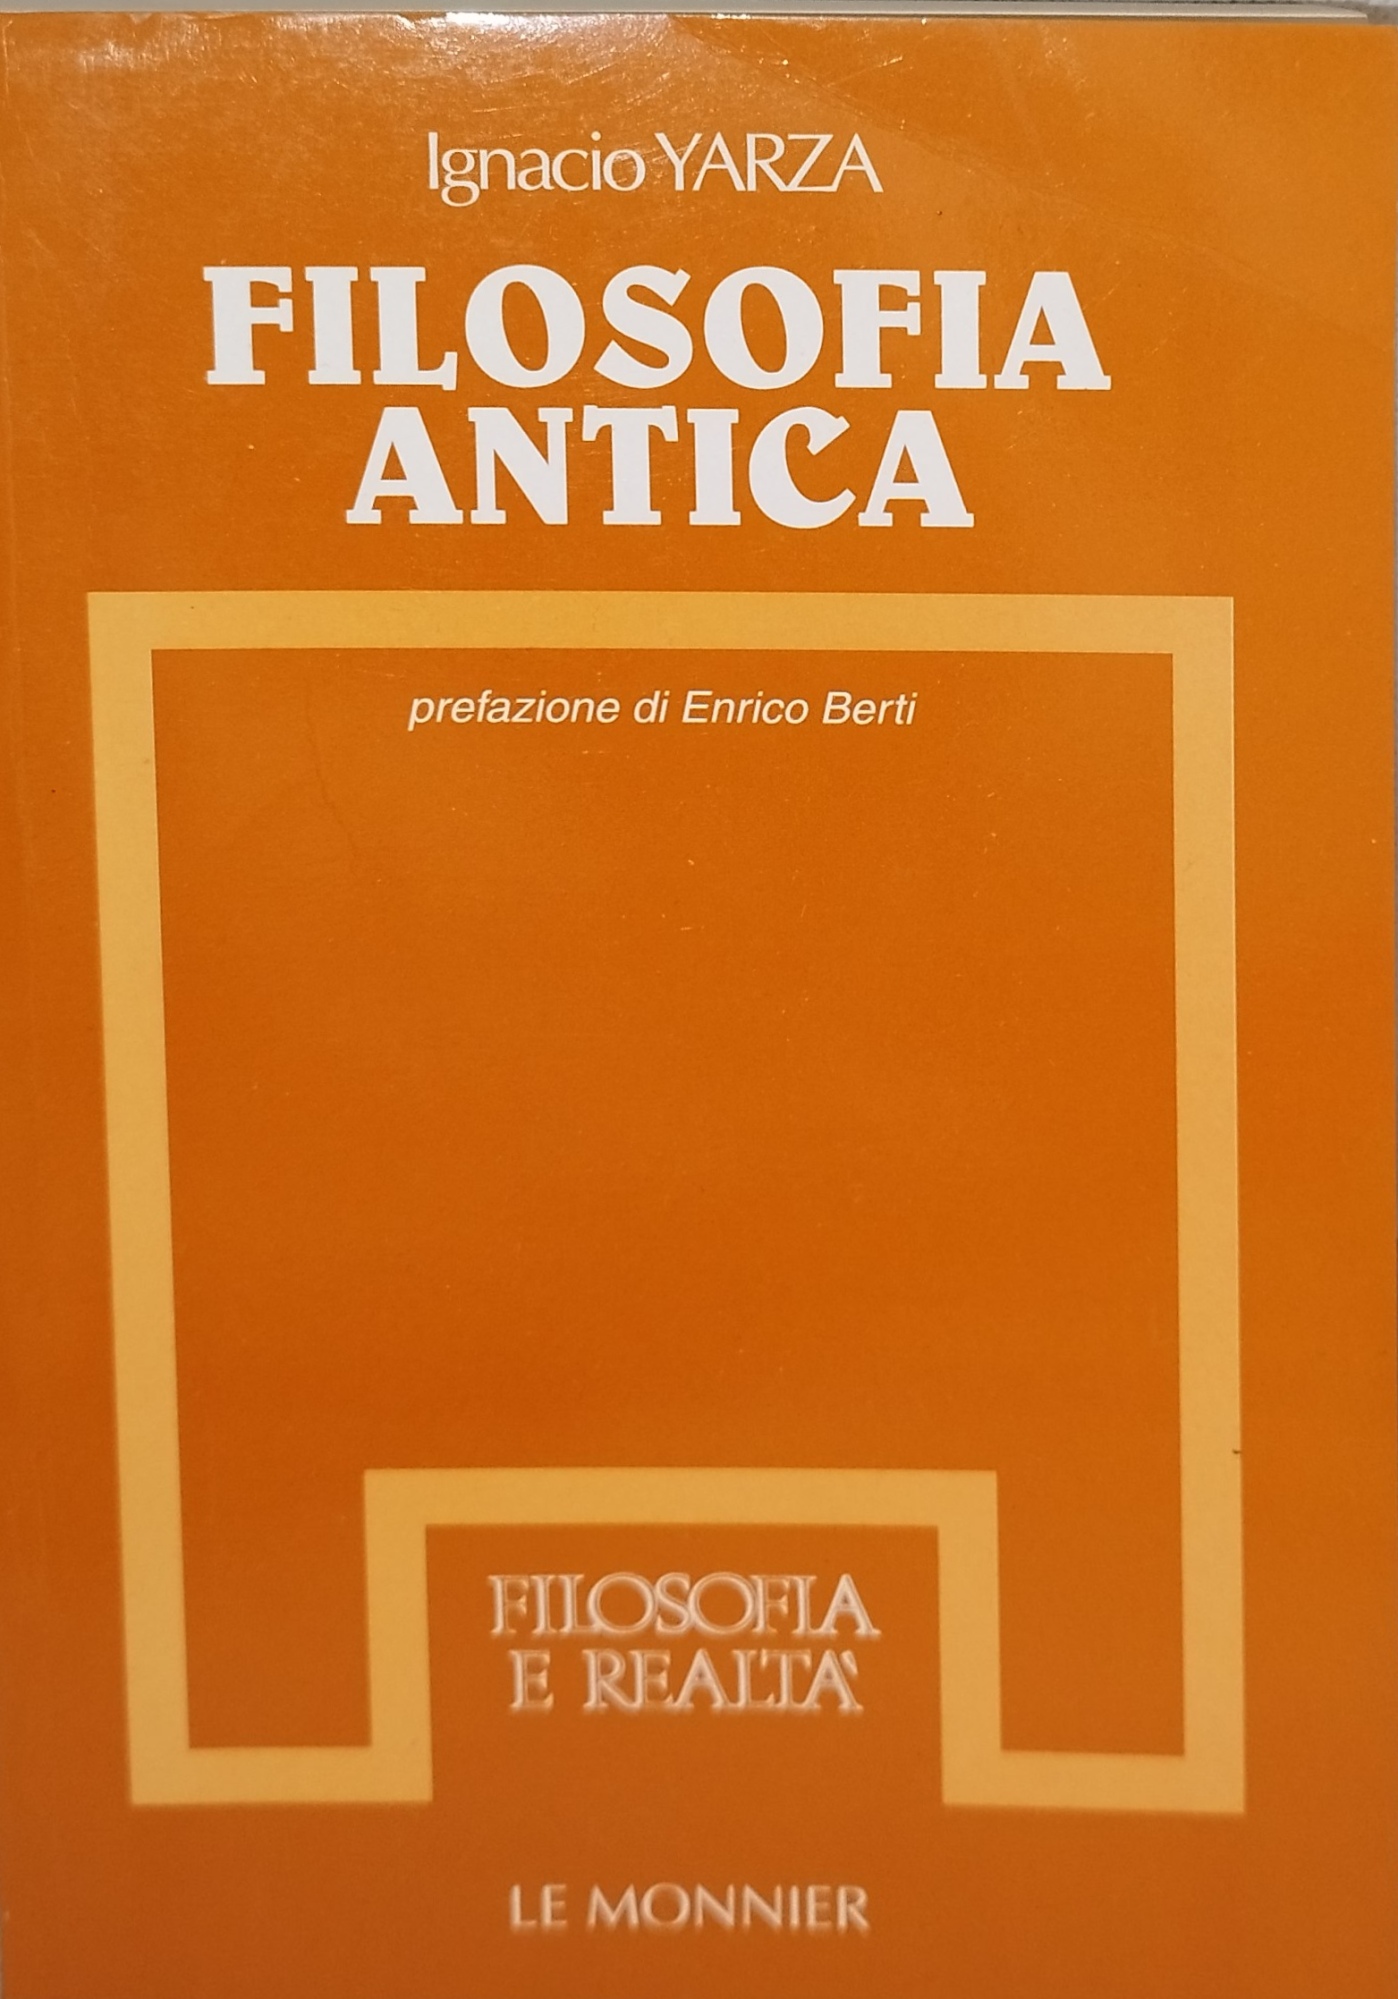 Ignacio YARZA
FILOSOFIA
ANTICA
prefazione di Enrico Berti
FILOSOFIA
E REALTA'
LE MONNIER